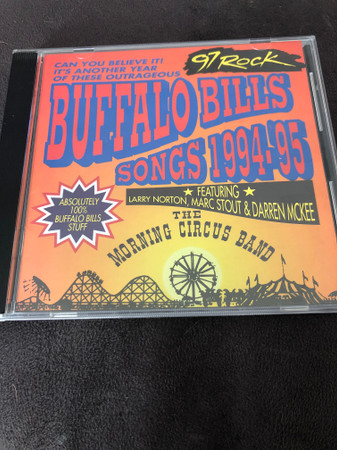 CAN YOU BELIEVE IT!
IT'S ANOTHER YEAR
OF THESE OUTRAGEOUS
97 ROCK
BUFFALO BILLS
SONGS 1994-95
★ FEATURING ★
LARRY NORTON, MARC STOUT & DARREN MCKEE
ABSOLUTELY
100%
BUFFALO BILLS
STUFF
THE
MORNING CIRCUS BAND